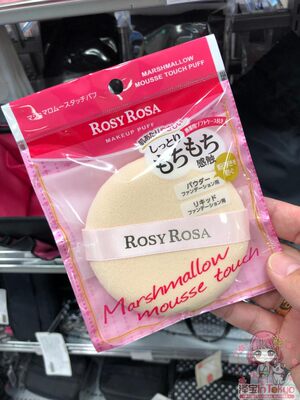 MARSHMALLOW
MOUSSE TOUCH PUFF
マシュマロムースタッチパフ
ROSY ROSA
MAKEUP PUFF
しっとり
もちもち
感触
パウダー
ファンデーション用
リキッド
ファンデーション用
ROSY ROSA
Marshmallow
mousse touch
in Tokyo